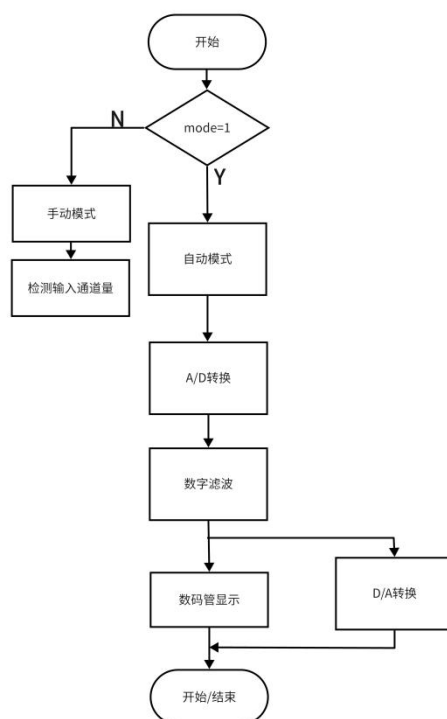 开始
mode=1
N
Y
手动模式
自动模式
检测输入通道量
A/D转换
数字滤波
数码管显示
D/A转换
开始/结束